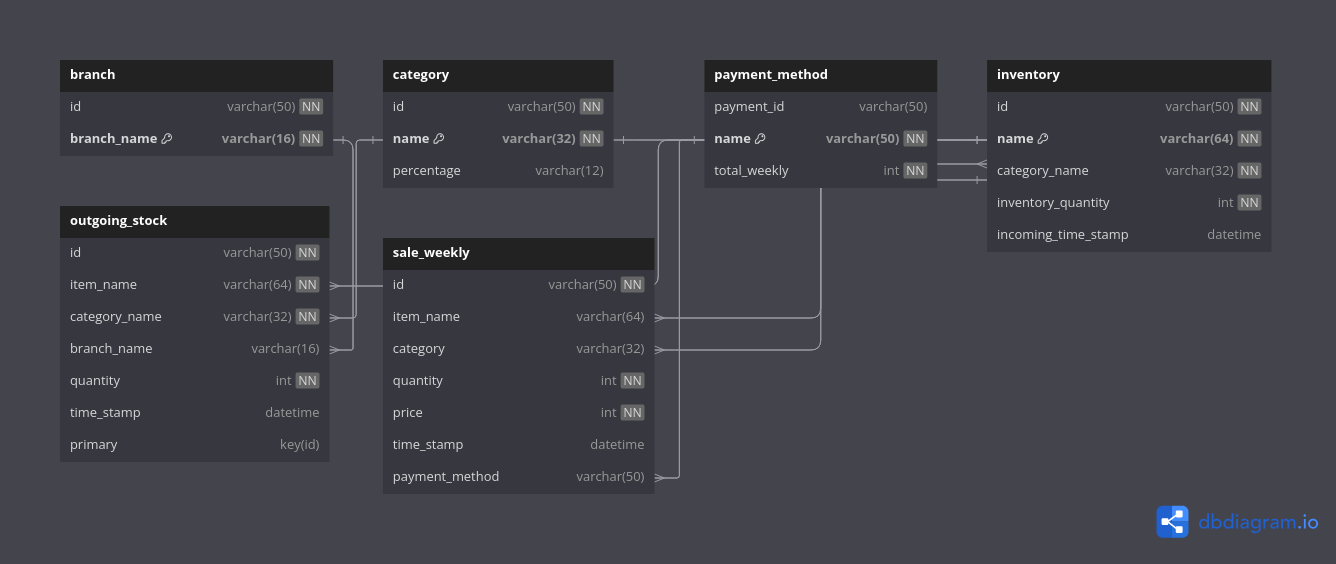 branch
id varchar(50) NN
branch_name varchar(16) NN
category
id varchar(50) NN
name varchar(32) NN
percentage varchar(12)
payment_method
payment_id varchar(50)
name varchar(50) NN
total_weekly int NN
inventory
id varchar(50) NN
name varchar(64) NN
category_name varchar(32) NN
inventory_quantity int NN
incoming_time_stamp datetime
outgoing_stock
id varchar(50) NN
item_name varchar(64) NN
category_name varchar(32) NN
branch_name varchar(16)
quantity int NN
time_stamp datetime
primary key(id)
sale_weekly
id varchar(50) NN
item_name varchar(64)
category varchar(32)
quantity int NN
price int NN
time_stamp datetime
payment_method varchar(50)
dbdiagram.io